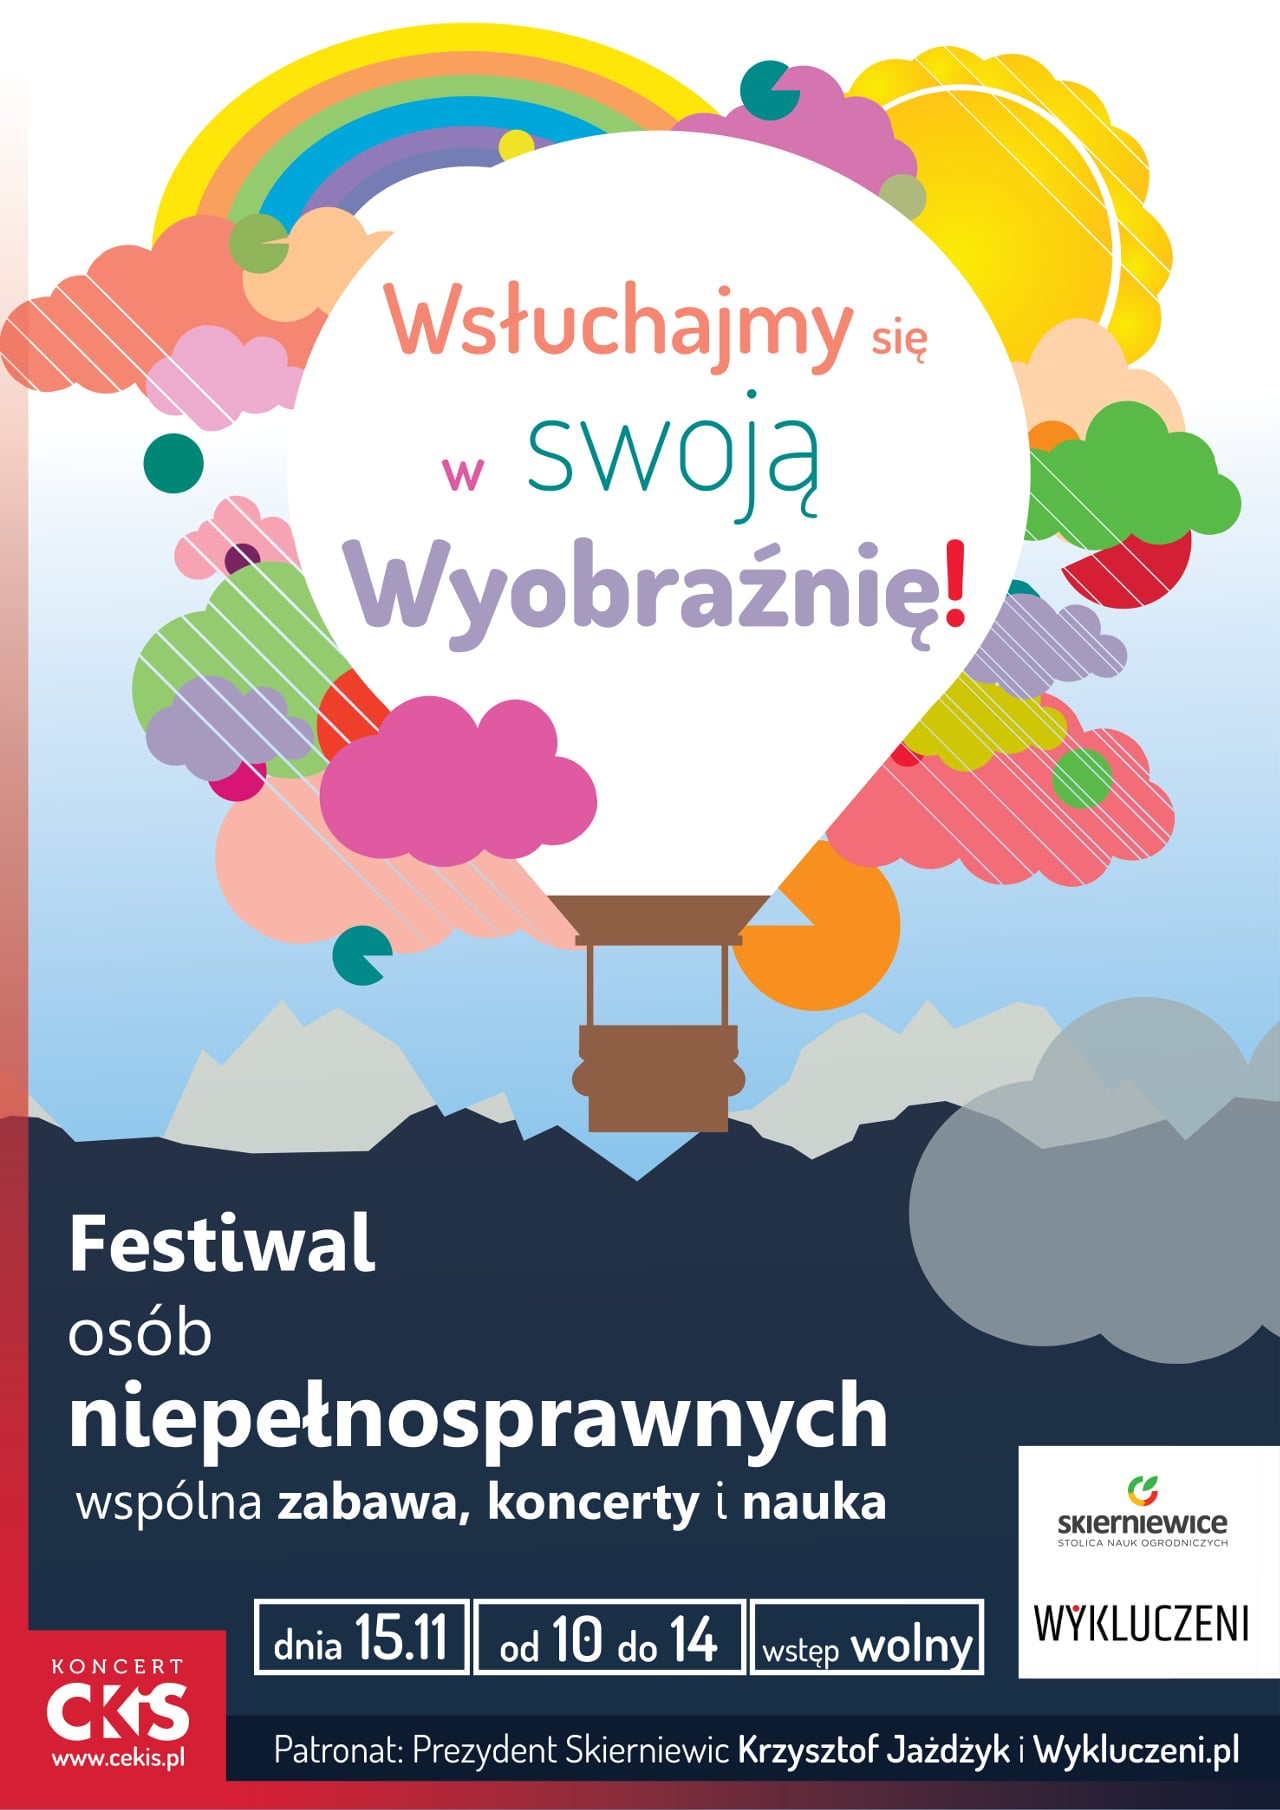 Wsłuchajmy się
w swoją
Wyobraźnię!
Festiwal
osób
niepełnosprawnych
wspólna zabawa, koncerty i nauka
SKIERNIEWICE
STOLICA NAUK OGRODNICZYCH
WYKLUCZENI
dnia 15.11 od 10 do 14 wstęp wolny
KONCERT
CKiS
www.cekis.pl
Patronat: Prezydent Skierniewic Krzysztof Jażdżyk i Wykluczeni.pl